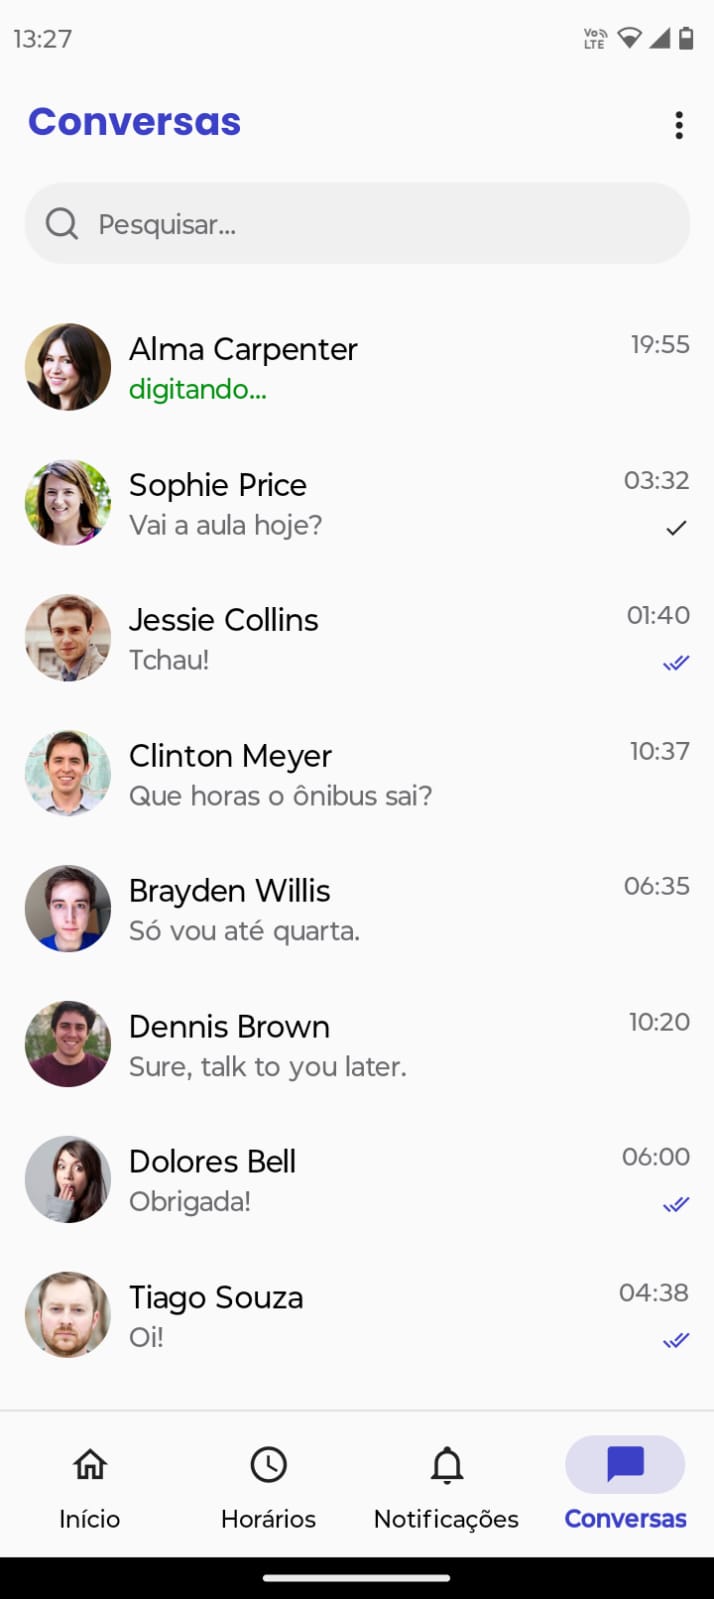 13:27
Vo LTE
Conversas
Pesquisar...
Alma Carpenter 19:55
digitando...
Sophie Price 03:32
Vai a aula hoje?
Jessie Collins 01:40
Tchau!
Clinton Meyer 10:37
Que horas o ônibus sai?
Brayden Willis 06:35
Só vou até quarta.
Dennis Brown 10:20
Sure, talk to you later.
Dolores Bell 06:00
Obrigada!
Tiago Souza 04:38
Oi!
Início Horários Notificações Conversas